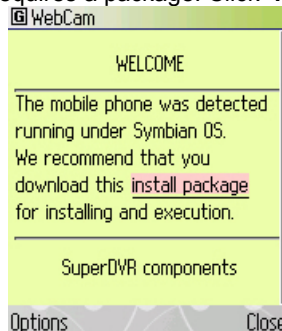 equires a package. Click
G WebCam
WELCOME
The mobile phone was detected
running under Symbian OS.
We recommend that you
download this install package
for installing and execution.
SuperDVR components
Options Close